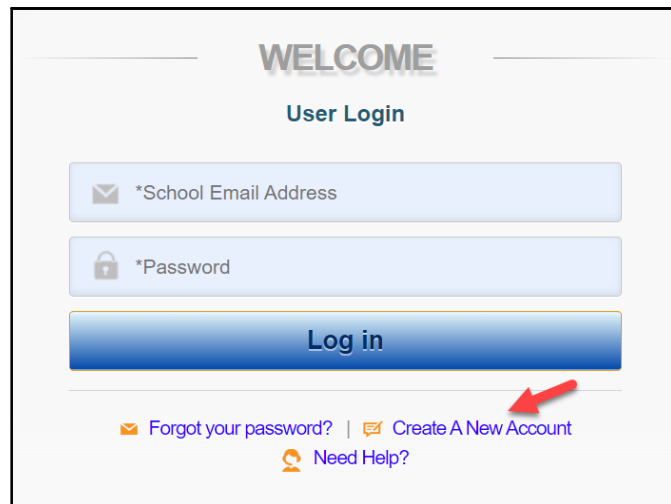 WELCOME
User Login
*School Email Address
*Password
Log in
Forgot your password? | Create A New Account
Need Help?